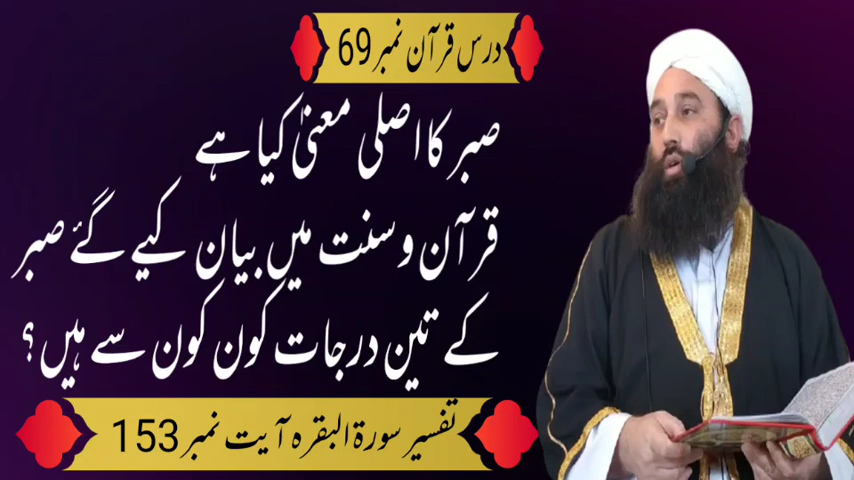 درس قرآن نمبر 69
صبر کا اصلی معنیٰ کیا ہے
قرآن و سنت میں بیان کیے گئے صبر
کے تین درجات کون کون سے ہیں؟
تفسیر سورۃ البقرہ آیت نمبر 153